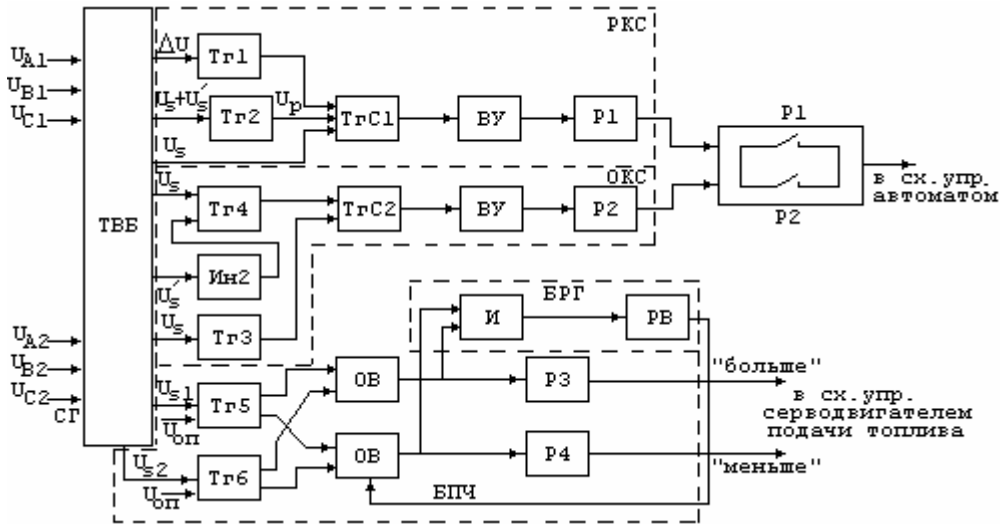 РКС
U_A1
U_B1
U_C1
ΔU
Тг1
U_s+U_s′
Тг2
U_p
ТгС1
ВУ
Р1
U_s
Р1
Р2
в сх.упр.
автоматом
ОКС
U_s
Тг4
ТгС2
ВУ
Р2
ТВБ
U_s′
Ин2
U_s
Тг3
БРГ
И
РВ
U_A2
U_B2
U_C2
СГ
U_s1
Тг5
U_оп
ОВ
Р3
"больше"
в сх.упр.
серводвигателем
подачи топлива
U_s2
Тг6
U_оп
ОВ
Р4
"меньше"
БПЧ